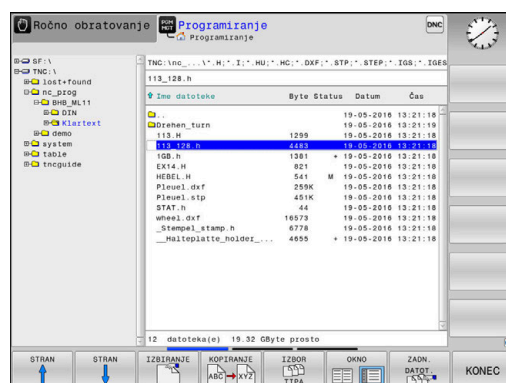 Ročno obratovanje
PGM MGT
Programiranje
Programiranje
DNC
SF:\
TNC:\
lost+found
nc_prog
BHB_ML11
DIN
Klartext
demo
system
table
tncguide
TNC:\nc_...\*.H;*.I;*.HU;*.HC;*.DXF;*.STP;*.STEP;*.IGS;*.IGES
113_128.h
Ime datoteke Byte Status Datum Čas
.. 19-05-2016 13:21:18
Drehen_turn 19-05-2016 13:21:19
113.H 1299 19-05-2016 13:21:18
113_128.h 4483 19-05-2016 13:21:18
1GB.h 1381 + 19-05-2016 13:21:18
EX14.H 821 19-05-2016 13:21:18
HEBEL.H 541 M 19-05-2016 13:21:18
Pleuel.dxf 259K 19-05-2016 13:21:18
Pleuel.stp 451K 19-05-2016 13:21:18
STAT.h 44 19-05-2016 13:21:18
wheel.dxf 16573 19-05-2016 13:21:18
_Stempel_stamp.h 6778 19-05-2016 13:21:18
__Halteplatte_holder_... 4655 + 19-05-2016 13:21:18
12 datoteka(e) 19.32 GByte prosto
STRAN
STRAN
IZBIRANJE
KOPIRANJE
ABC XYZ
IZBOR
TIPA
OKNO
ZADN.
DATOT.
KONEC